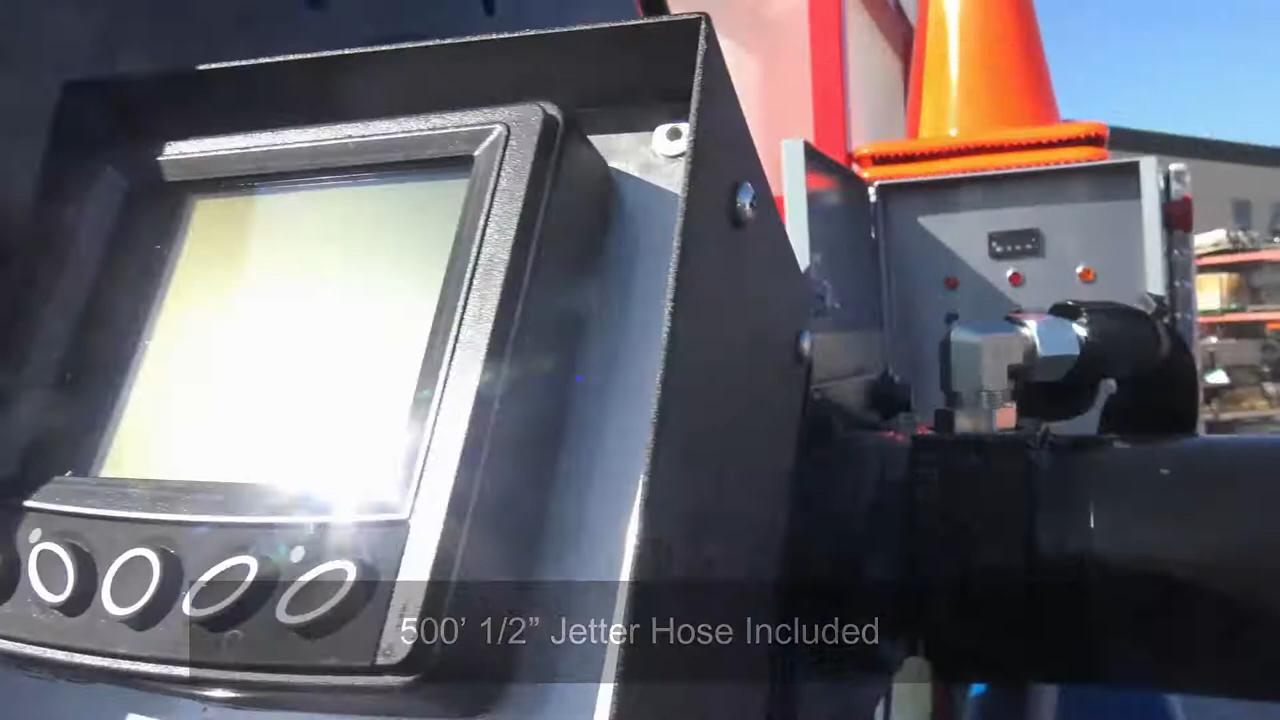 500’ 1/2” Jetter Hose Included